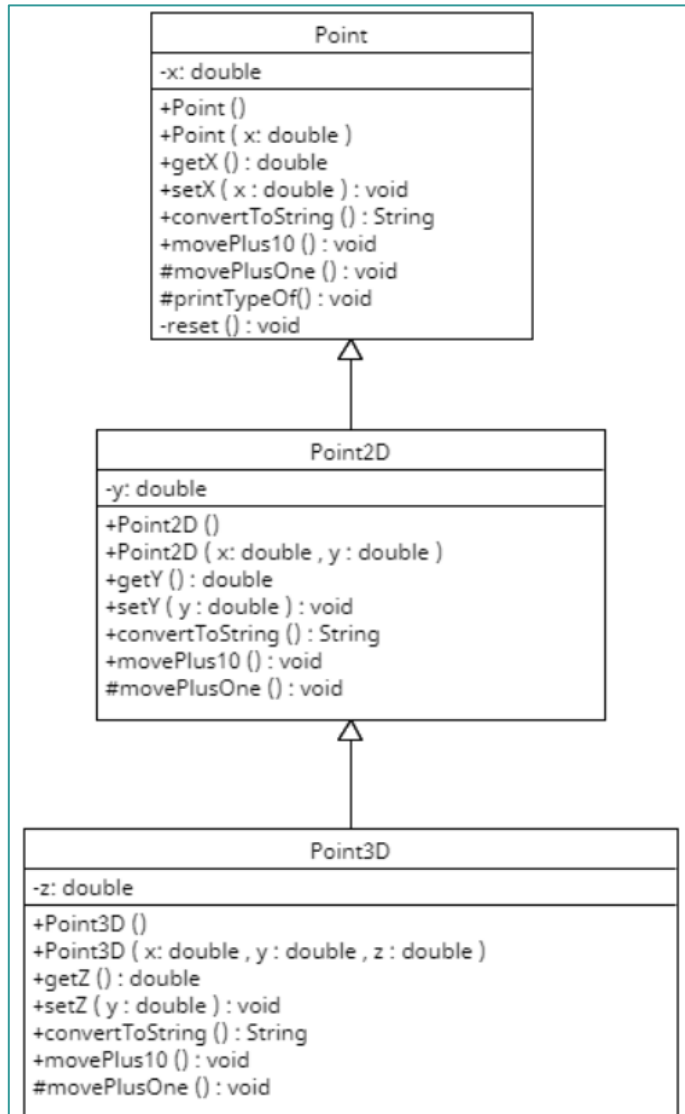 Point
-x: double
+Point ()
+Point ( x: double )
+getX () : double
+setX ( x : double ) : void
+convertToString () : String
+movePlus10 () : void
#movePlusOne () : void
#printTypeOf() : void
-reset () : void
Point2D
-y: double
+Point2D ()
+Point2D ( x: double , y : double )
+getY () : double
+setY ( y : double ) : void
+convertToString () : String
+movePlus10 () : void
#movePlusOne () : void
Point3D
-z: double
+Point3D ()
+Point3D ( x: double , y : double , z : double )
+getZ () : double
+setZ ( y : double ) : void
+convertToString () : String
+movePlus10 () : void
#movePlusOne () : void